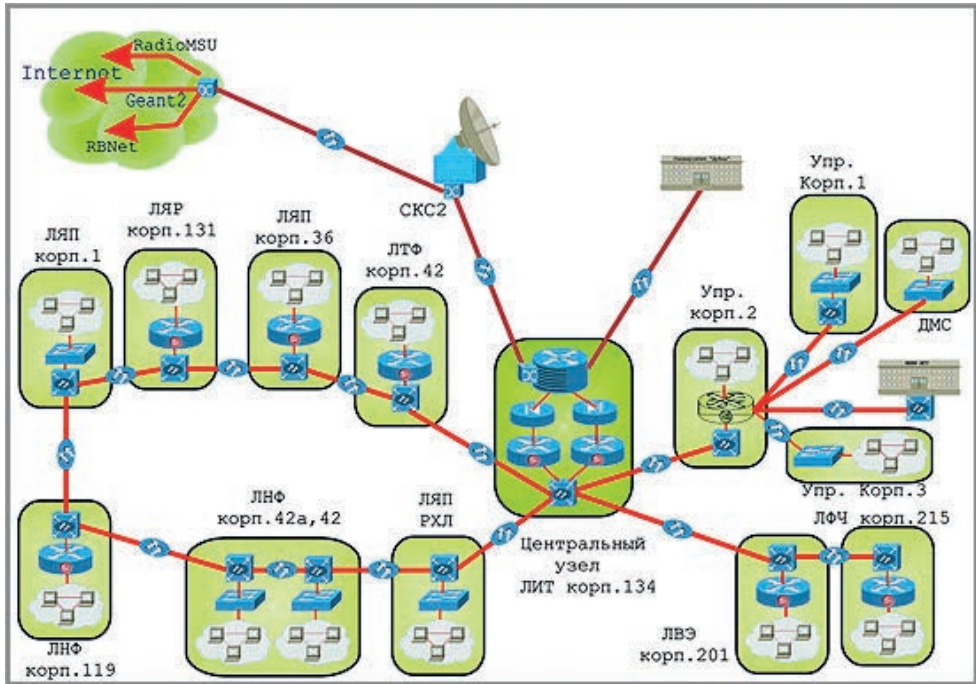 RadioMSU
Internet
Geant2
RBNet
СКС2
Упр.
Корп.1
ЛЯП
корп.1
ЛЯР
корп.131
ЛЯП
корп.36
ЛТФ
корп.42
Упр.
корп.2
ДМС
Упр. Корп.3
ЛНФ
корп.42а,42
ЛЯП
РХЛ
Центральный
узел
ЛИТ корп.134
ЛФЧ корп.215
ЛНФ
корп.119
ЛВЭ
корп.201